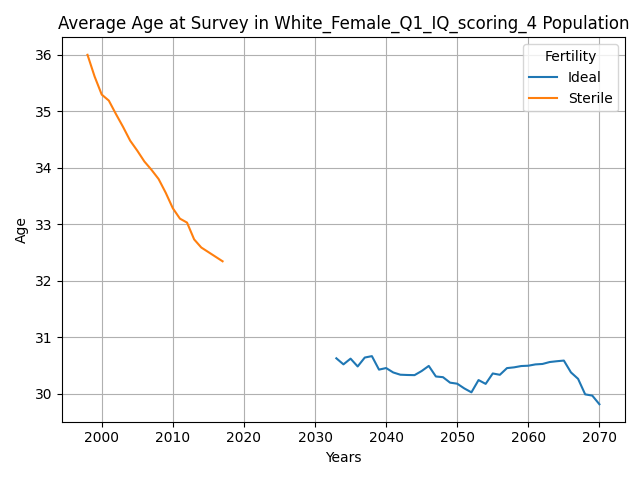 Average Age at Survey in White_Female_Q1_IQ_scoring_4 Population
Fertility
Ideal
Sterile
36
35
34
33
32
31
30
Age
2000 2010 2020 2030 2040 2050 2060 2070
Years